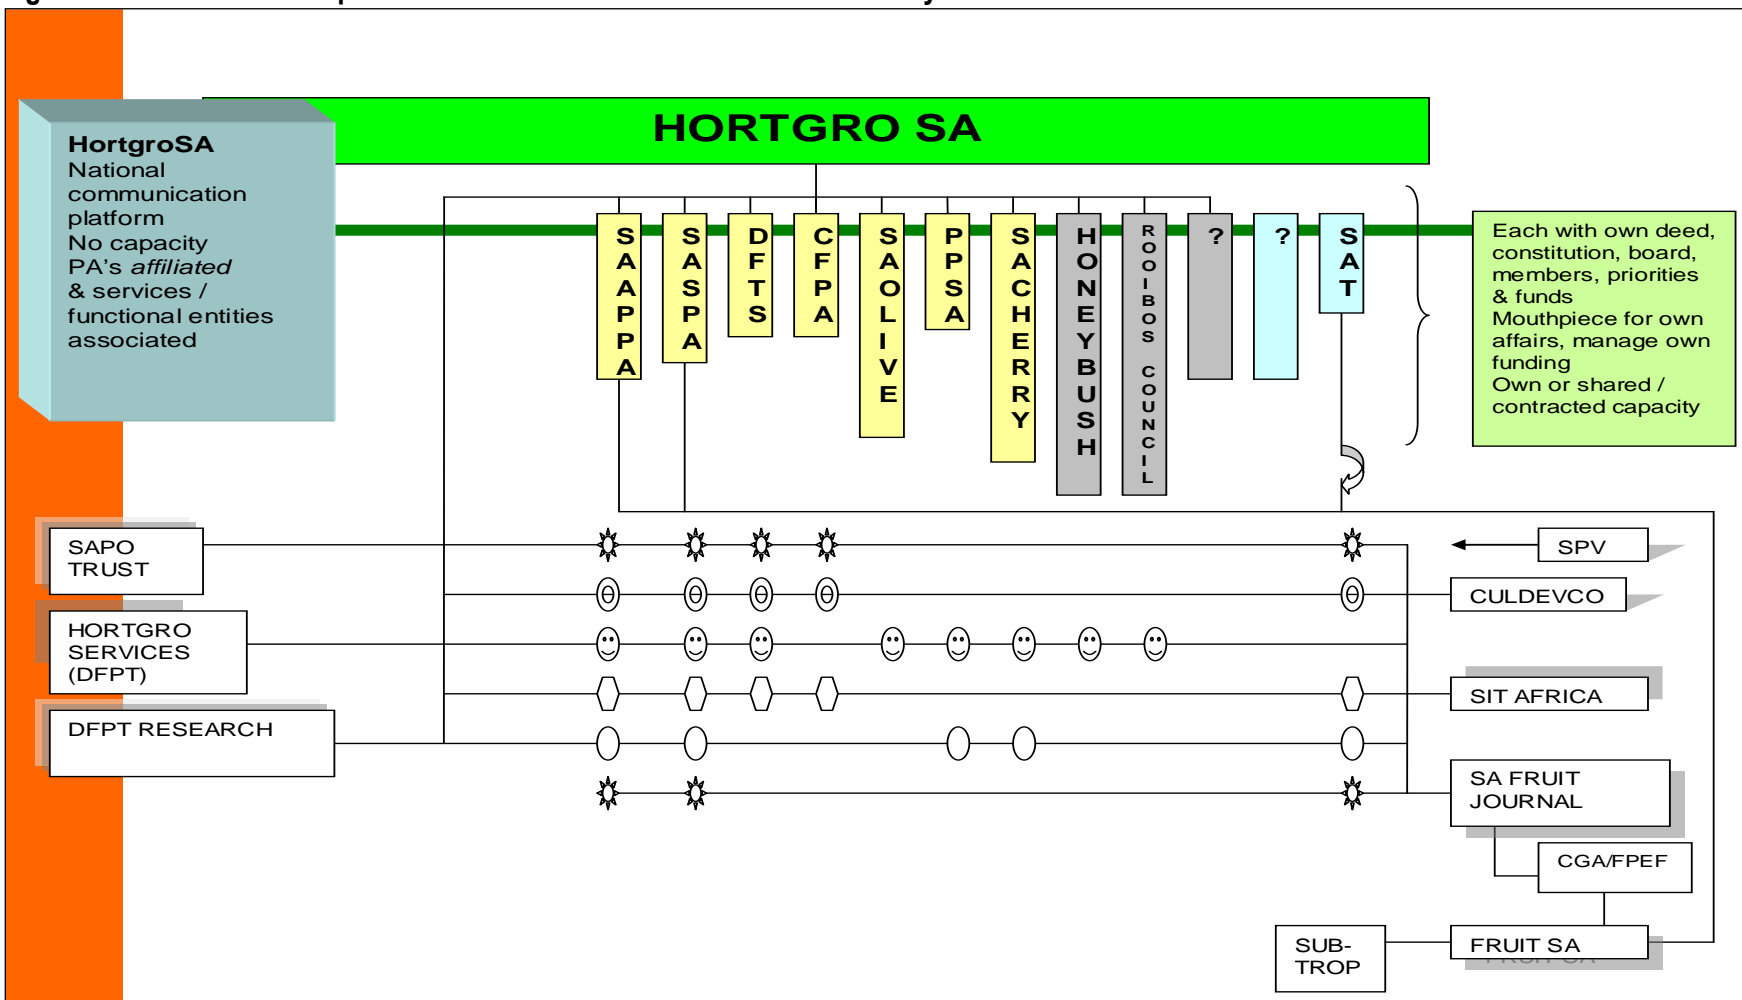 HORTGRO SA
HortgroSA
National
communication
platform
No capacity
PA's affiliated
& services /
functional entities
associated
SAAPPA
SASPA
DFTS
CFPA
SAOLIVE
PPSA
SACHERRY
HONEYBUSH
ROOIBOS COUNCIL
?
?
SAT
Each with own deed,
constitution, board,
members, priorities
& funds
Mouthpiece for own
affairs, manage own
funding
Own or shared /
contracted capacity
SAPO
TRUST
SPV
CULDEVCO
HORTGRO
SERVICES
(DFPT)
SIT AFRICA
DFPT RESEARCH
SA FRUIT
JOURNAL
CGA/FPEF
SUB-
TROP
FRUIT SA